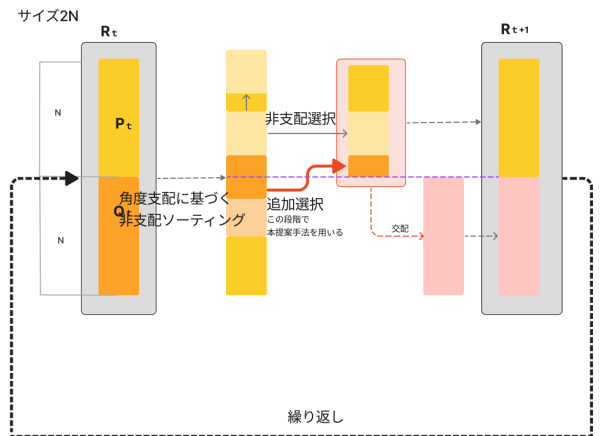 サイズ2N
Rt
Rt+1
N
Pt
非支配選択
角度支配に基づく
非支配ソーティング
Qt
追加選択
この段階で
本提案手法を用いる
交配
N
繰り返し